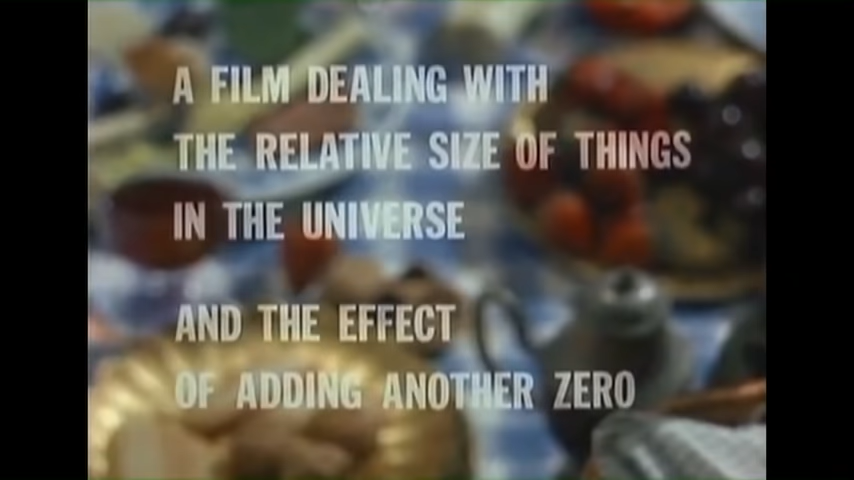 A FILM DEALING WITH
THE RELATIVE SIZE OF THINGS
IN THE UNIVERSE
AND THE EFFECT
OF ADDING ANOTHER ZERO